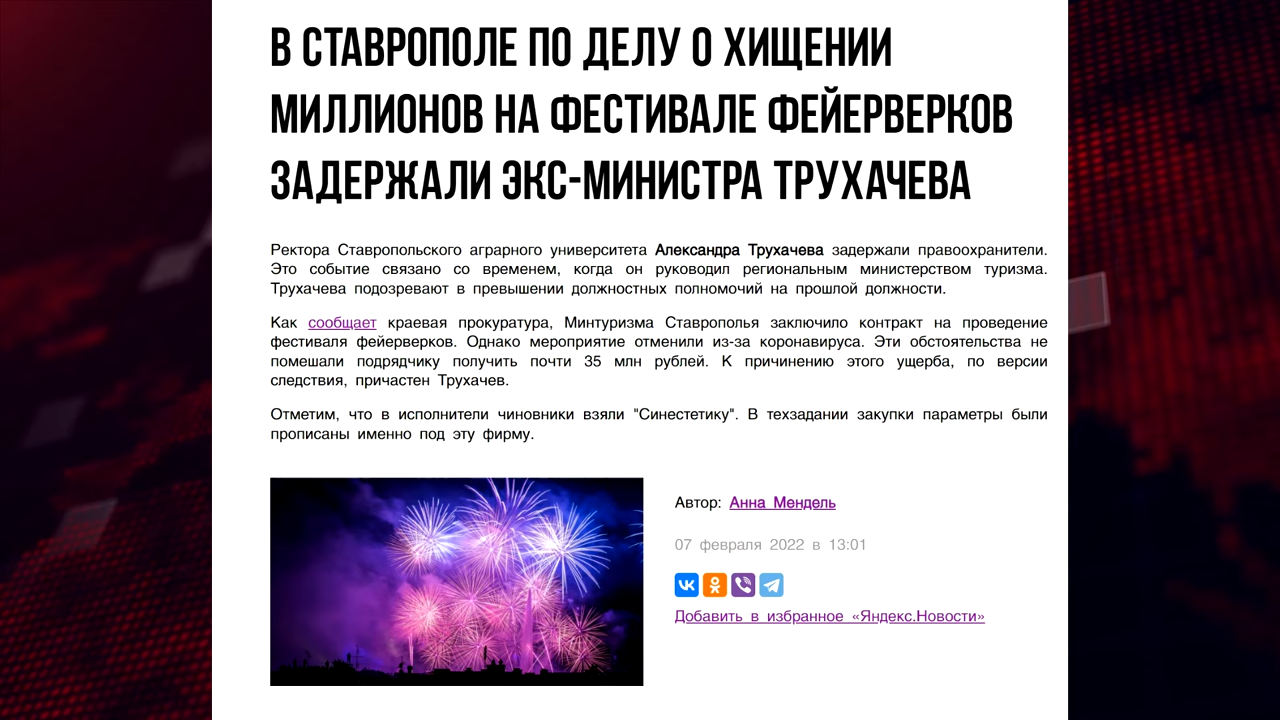 В СТАВРОПОЛЕ ПО ДЕЛУ О ХИЩЕНИИ
МИЛЛИОНОВ НА ФЕСТИВАЛЕ ФЕЙЕРВЕРКОВ
ЗАДЕРЖАЛИ ЭКС-МИНИСТРА ТРУХАЧЕВА
Ректора Ставропольского аграрного университета Александра Трухачева задержали правоохранители.
Это событие связано со временем, когда он руководил региональным министерством туризма.
Трухачева подозревают в превышении должностных полномочий на прошлой должности.
Как сообщает краевая прокуратура, Минтуризма Ставрополья заключило контракт на проведение
фестиваля фейерверков. Однако мероприятие отменили из-за коронавируса. Эти обстоятельства не
помешали подрядчику получить почти 35 млн рублей. К причинению этого ущерба, по версии
следствия, причастен Трухачев.
Отметим, что в исполнители чиновники взяли "Синестетику". В техзадании закупки параметры были
прописаны именно под эту фирму.
Автор: Анна Мендель
07 февраля 2022 в 13:01
Добавить в избранное «Яндекс.Новости»